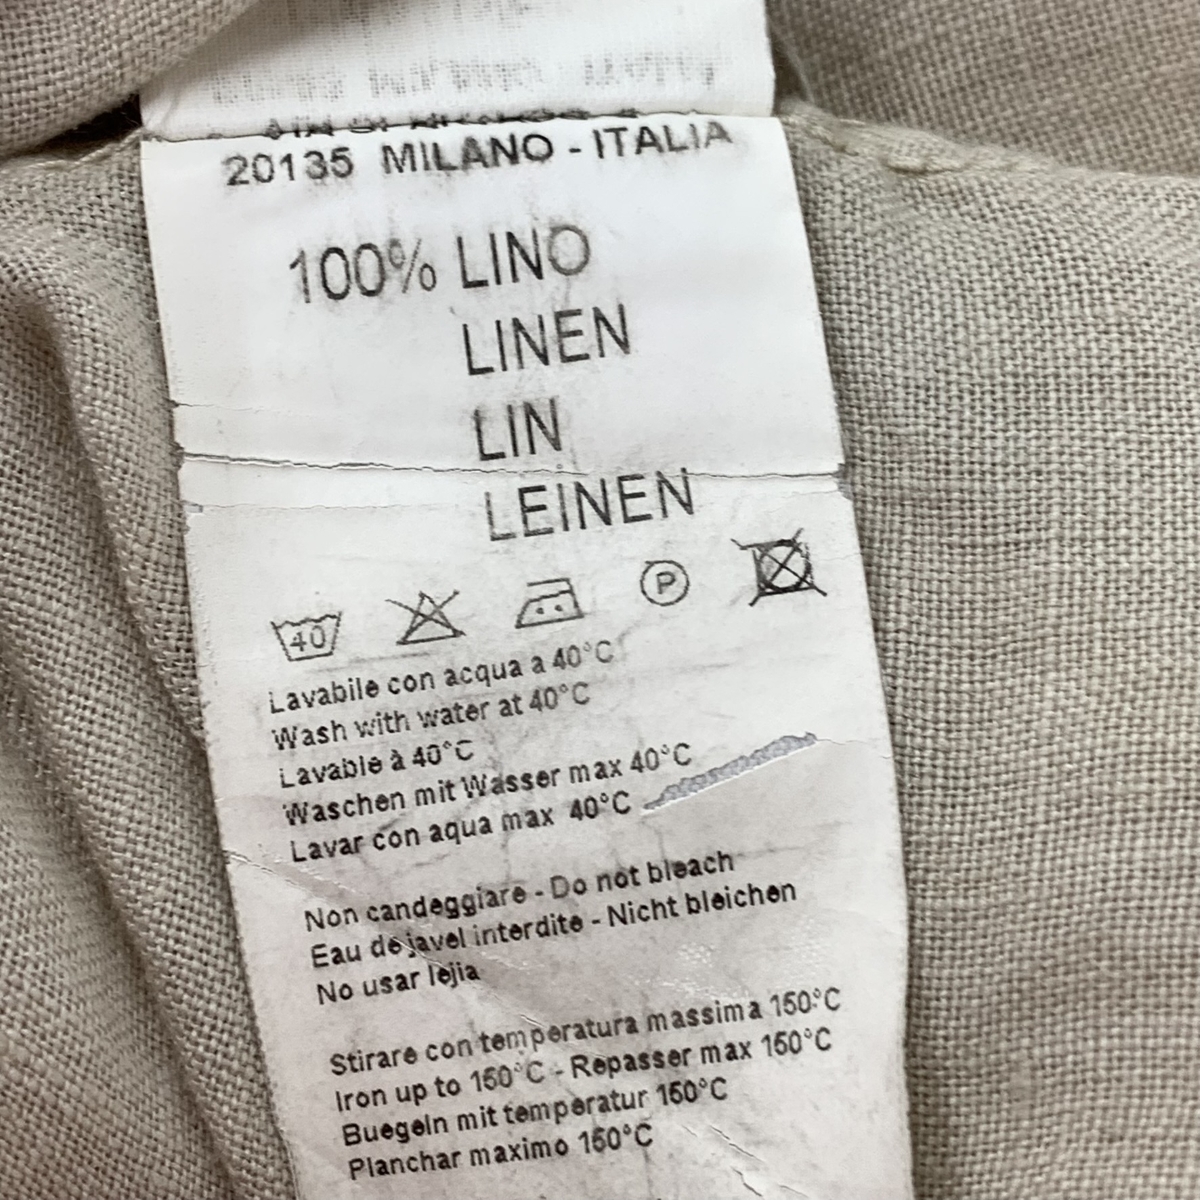 20135 MILANO - ITALIA
100% LINO
LINEN
LIN
LEINEN
40 P
Lavabile con acqua a 40°C
Wash with water at 40°C
Lavable à 40°C
Waschen mit Wasser max 40°C
Lavar con aqua max 40°C
Non candeggiare - Do not bleach
Eau de javel interdite - Nicht bleichen
No usar lejia
Stirare con temperatura massima 150°C
Iron up to 150°C - Repasser max 150°C
Buegeln mit temperatur 150°C
Planchar maximo 150°C